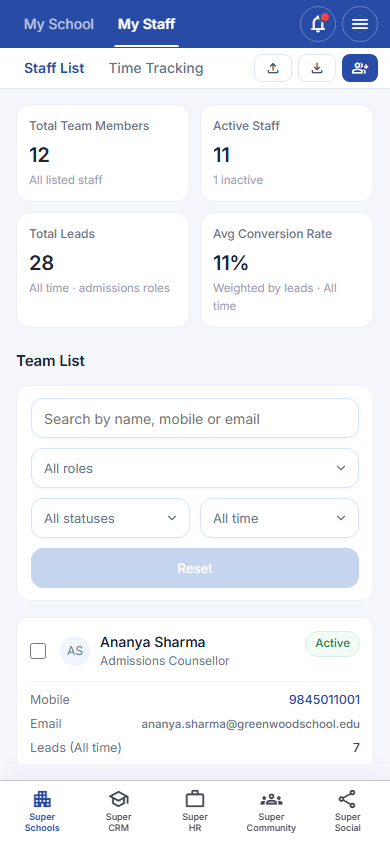 My School
My Staff
Staff List
Time Tracking
Total Team Members
12
All listed staff
Active Staff
11
1 inactive
Total Leads
28
All time · admissions roles
Avg Conversion Rate
11%
Weighted by leads · All
time
Team List
Search by name, mobile or email
All roles
All statuses
All time
Reset
AS
Ananya Sharma
Admissions Counsellor
Active
Mobile
9845011001
Email
ananya.sharma@greenwoodschool.edu
Leads (All time)
7
Super
Schools
Super
CRM
Super
HR
Super
Community
Super
Social